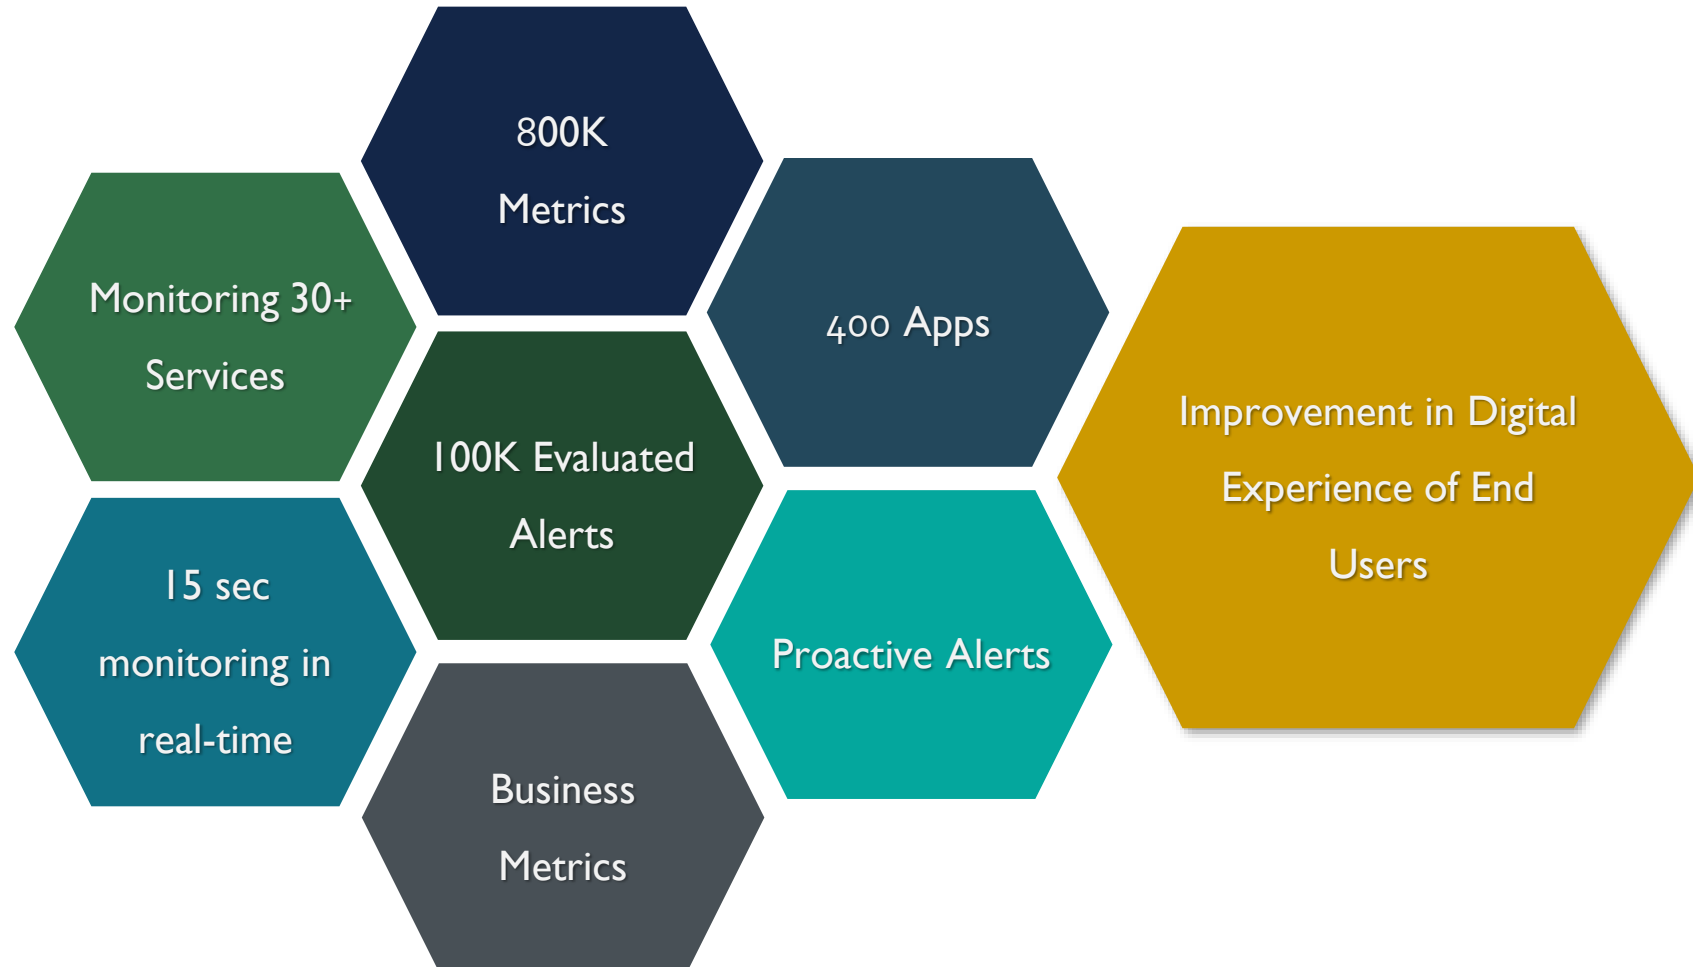 800K
Metrics
Monitoring 30+
Services
400 Apps
Improvement in Digital
Experience of End
Users
100K Evaluated
Alerts
15 sec
monitoring in
real-time
Proactive Alerts
Business
Metrics